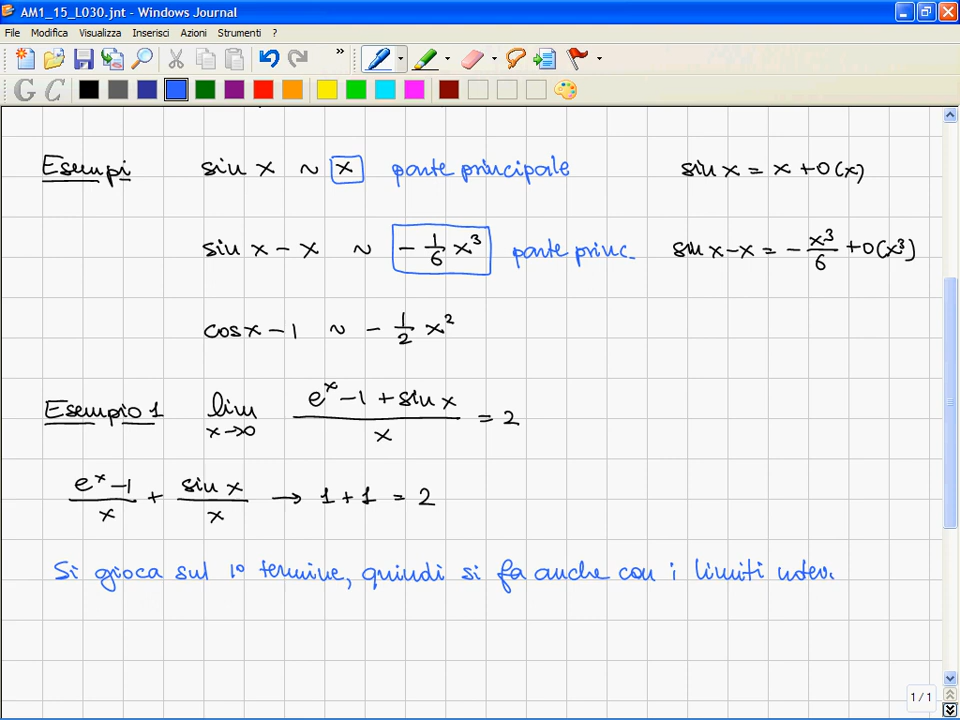 AM1_15_L030.jnt - Windows Journal
File Modifica Visualizza Inserisci Azioni Strumenti ?
G C
Esempi sin x ~ x parte principale sin x = x + o(x)
sin x - x ~ - 1/6 x³ parte princ. sin x - x = - x³/6 + o(x³)
cos x - 1 ~ - 1/2 x²
Esempio 1 lim x→0 (e^x - 1 + sin x)/x = 2
(e^x - 1)/x + sin x/x → 1 + 1 = 2
Si gioca sul 1° termine, quindi si fa anche con i limiti notev.
1 / 1